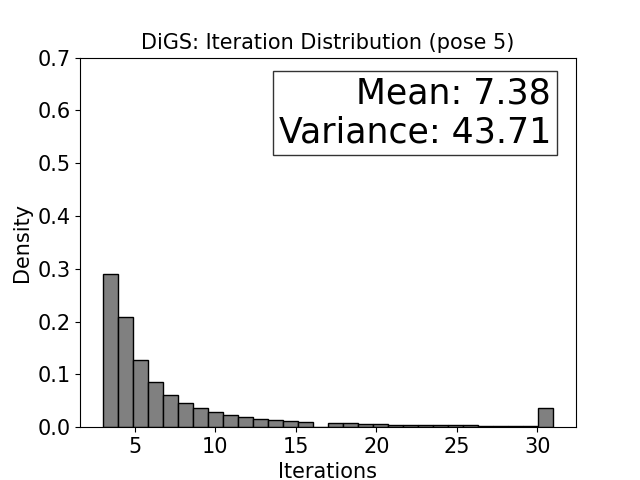 DiGS: Iteration Distribution (pose 5)
Mean: 7.38
Variance: 43.71
Density
0.7
0.6
0.5
0.4
0.3
0.2
0.1
0.0
5 10 15 20 25 30
Iterations